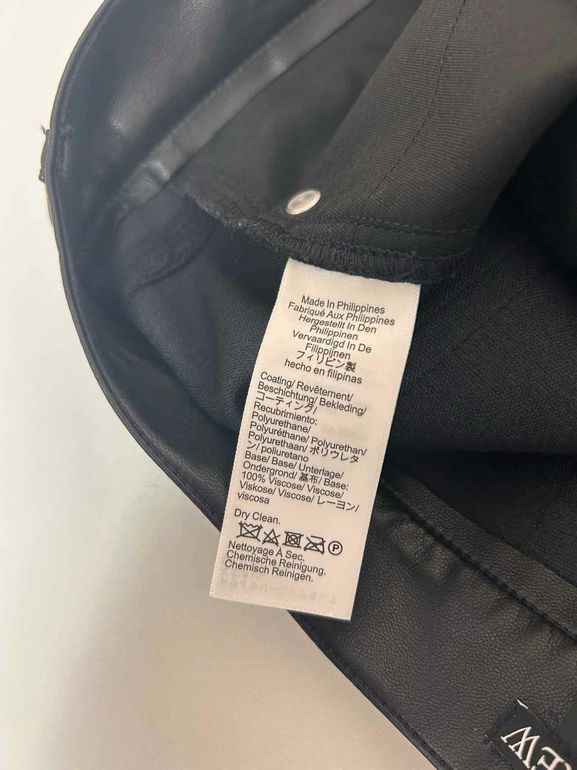 Made In Philippines
Fabriqué Aux Philippines
Hergestellt In Den
Philippinen
Vervaardigd In De
Filippijnen
フィリピン製
hecho en filipinas
Coating/ Revêtement/
Beschichtung/ Bekleding/
コーティング/
Recubrimiento:
Polyurethane/
Polyuréthane/ Polyurethan/
Polyurethaan/ ポリウレタ
ン/ poliuretano
Base/ Base/ Unterlage/
Ondergrond/ 基布/ Base:
100% Viscose/ Viscose/
Viskose/ Viscose/ レーヨン/
viscosa
Dry Clean.
P
Nettoyage À Sec.
Chemische Reinigung.
Chemisch Reinigen.